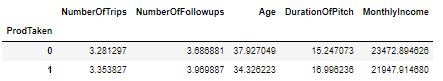 NumberOfTrips NumberOfFollowups Age DurationOfPitch MonthlyIncome
ProdTaken
0 3.281297 3.686881 37.927049 15.247073 23472.894626
1 3.353827 3.969887 34.326223 16.996236 21947.914680